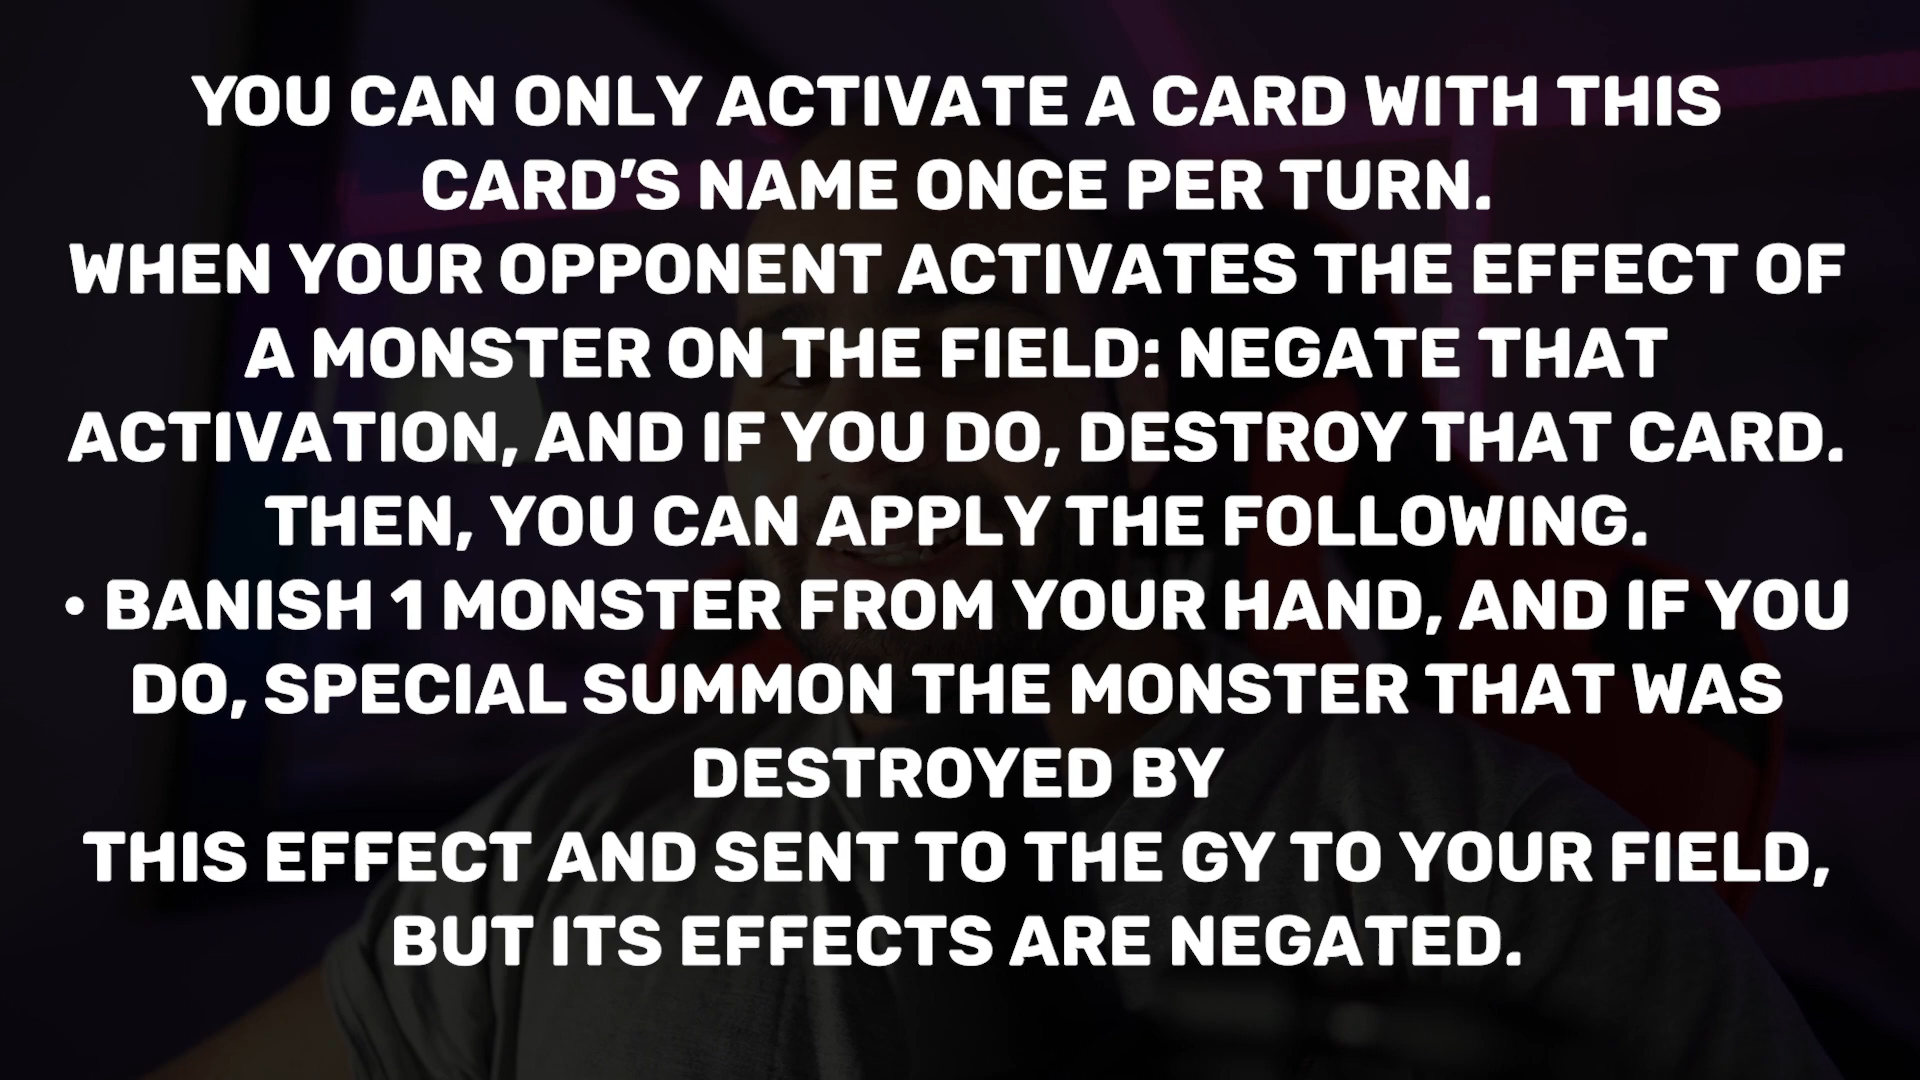 YOU CAN ONLY ACTIVATE A CARD WITH THIS
CARD’S NAME ONCE PER TURN.
WHEN YOUR OPPONENT ACTIVATES THE EFFECT OF
A MONSTER ON THE FIELD: NEGATE THAT
ACTIVATION, AND IF YOU DO, DESTROY THAT CARD.
THEN, YOU CAN APPLY THE FOLLOWING.
• BANISH 1 MONSTER FROM YOUR HAND, AND IF YOU
DO, SPECIAL SUMMON THE MONSTER THAT WAS
DESTROYED BY
THIS EFFECT AND SENT TO THE GY TO YOUR FIELD,
BUT ITS EFFECTS ARE NEGATED.